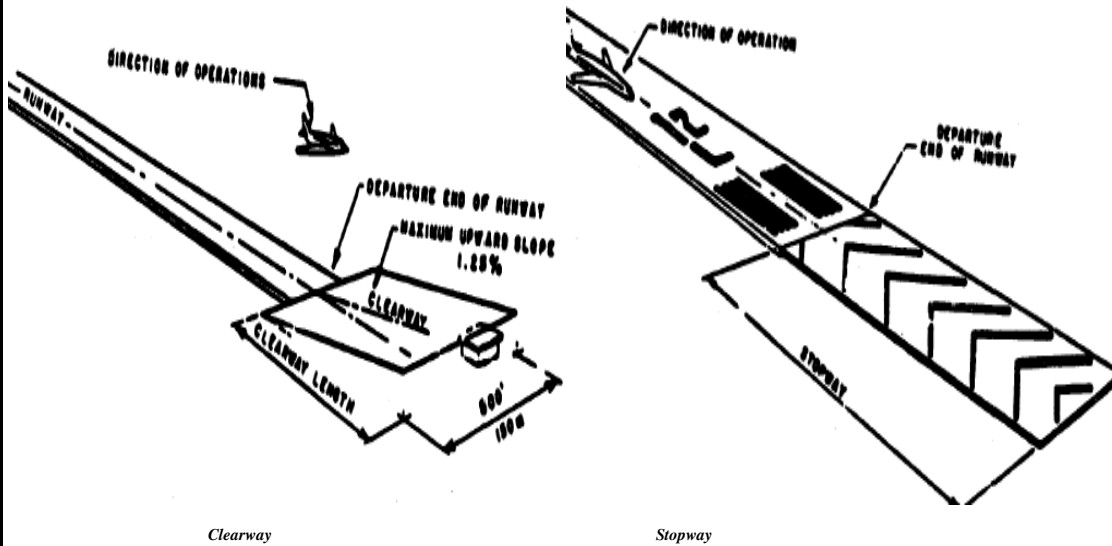 DIRECTION OF OPERATIONS
RUNWAY
DEPARTURE END OF RUNWAY
MAXIMUM UPWARD SLOPE
1.25%
CLEARWAY
CLEARWAY LENGTH
500'
150 m
Clearway
DIRECTION OF OPERATION
DEPARTURE
END OF RUNWAY
STOPWAY
Stopway